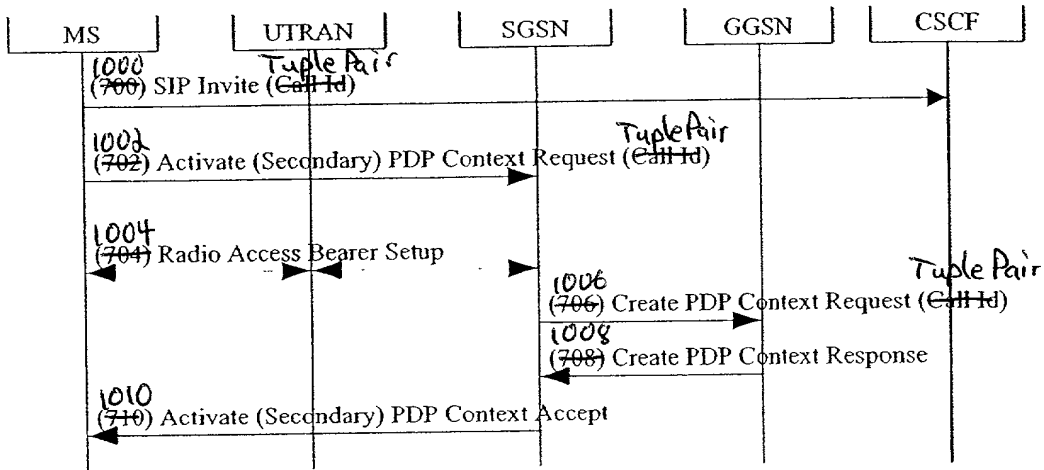 MS UTRAN SGSN GGSN CSCF
1000 Tuple Pair
(700) SIP Invite (Call Id)
1002 Tuple Pair
(702) Activate (Secondary) PDP Context Request (Call Id)
1004
(704) Radio Access Bearer Setup
1006 Tuple Pair
(706) Create PDP Context Request (Call Id)
1008
(708) Create PDP Context Response
1010
(710) Activate (Secondary) PDP Context Accept